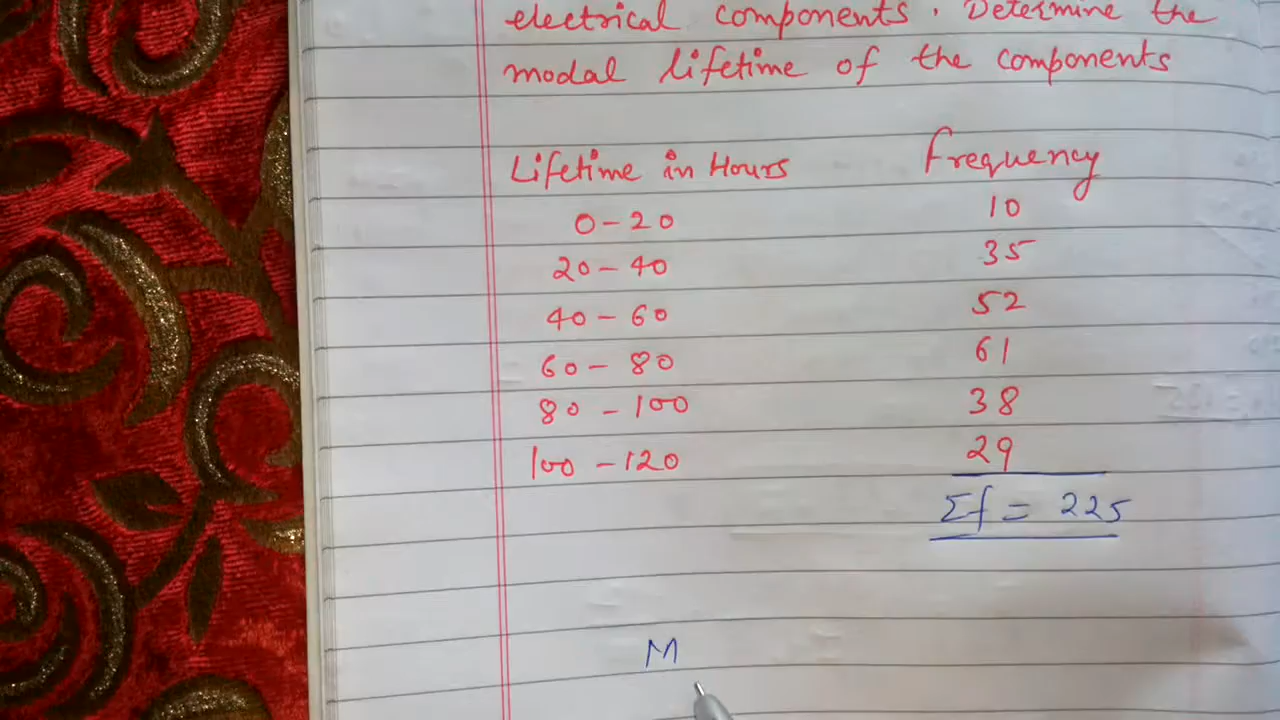 electrical components. Determine the
modal lifetime of the components
Lifetime in Hours Frequency
0-20 10
20-40 35
40-60 52
60-80 61
80-100 38
100-120 29
Σf = 225
M